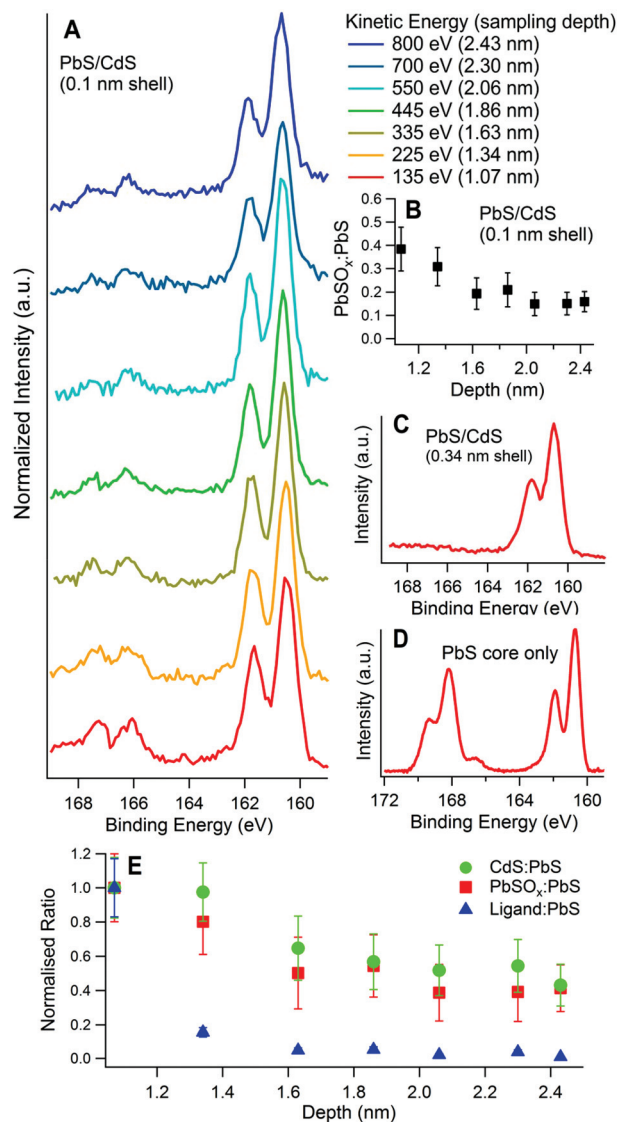 A
PbS/CdS
(0.1 nm shell)
Kinetic Energy (sampling depth)
800 eV (2.43 nm)
700 eV (2.30 nm)
550 eV (2.06 nm)
445 eV (1.86 nm)
335 eV (1.63 nm)
225 eV (1.34 nm)
135 eV (1.07 nm)
Normalized Intensity (a.u.)
168 166 164 162 160
Binding Energy (eV)
B
PbS/CdS
(0.1 nm shell)
PbSOx:PbS
0.6
0.5
0.4
0.3
0.2
0.1
0.0
1.2 1.6 2.0 2.4
Depth (nm)
C
PbS/CdS
(0.34 nm shell)
Intensity (a.u.)
168 166 164 162 160
Binding Energy (eV)
D
PbS core only
Intensity (a.u.)
172 168 164 160
Binding Energy (eV)
E
CdS:PbS
PbSOx:PbS
Ligand:PbS
Normalised Ratio
1.2
1.0
0.8
0.6
0.4
0.2
0.0
1.2 1.4 1.6 1.8 2.0 2.2 2.4
Depth (nm)